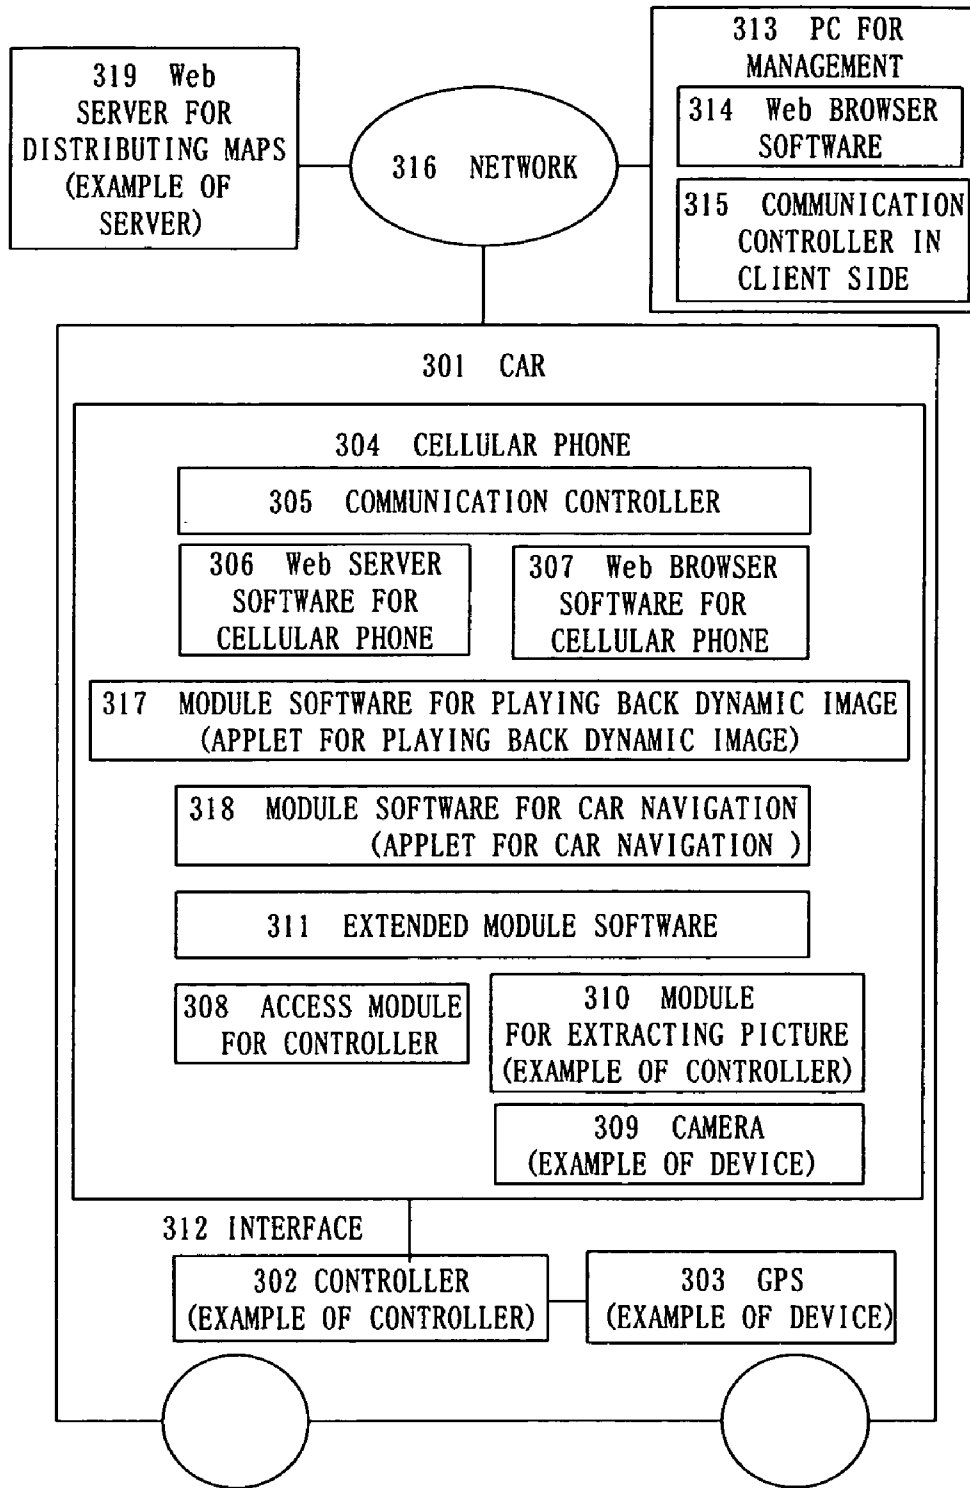 319 Web
SERVER FOR
DISTRIBUTING MAPS
(EXAMPLE OF
SERVER)
316 NETWORK
313 PC FOR
MANAGEMENT
314 Web BROWSER
SOFTWARE
315 COMMUNICATION
CONTROLLER IN
CLIENT SIDE
301 CAR
304 CELLULAR PHONE
305 COMMUNICATION CONTROLLER
306 Web SERVER
SOFTWARE FOR
CELLULAR PHONE
307 Web BROWSER
SOFTWARE FOR
CELLULAR PHONE
317 MODULE SOFTWARE FOR PLAYING BACK DYNAMIC IMAGE
(APPLET FOR PLAYING BACK DYNAMIC IMAGE)
318 MODULE SOFTWARE FOR CAR NAVIGATION
(APPLET FOR CAR NAVIGATION )
311 EXTENDED MODULE SOFTWARE
308 ACCESS MODULE
FOR CONTROLLER
310 MODULE
FOR EXTRACTING PICTURE
(EXAMPLE OF CONTROLLER)
309 CAMERA
(EXAMPLE OF DEVICE)
312 INTERFACE
302 CONTROLLER
(EXAMPLE OF CONTROLLER)
303 GPS
(EXAMPLE OF DEVICE)